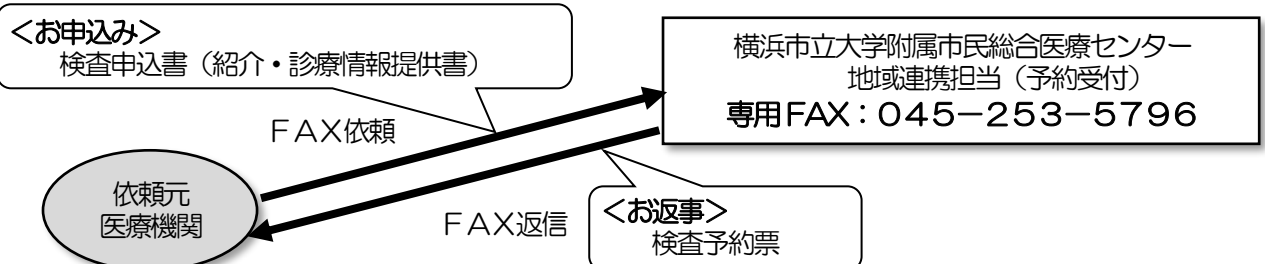 ＜お申込み＞
検査申込書（紹介・診療情報提供書）
横浜市立大学附属市民総合医療センター
地域連携担当（予約受付）
専用FAX：０４５－２５３－５７９６
ＦＡＸ依頼
依頼元
医療機関
ＦＡＸ返信
＜お返事＞
検査予約票